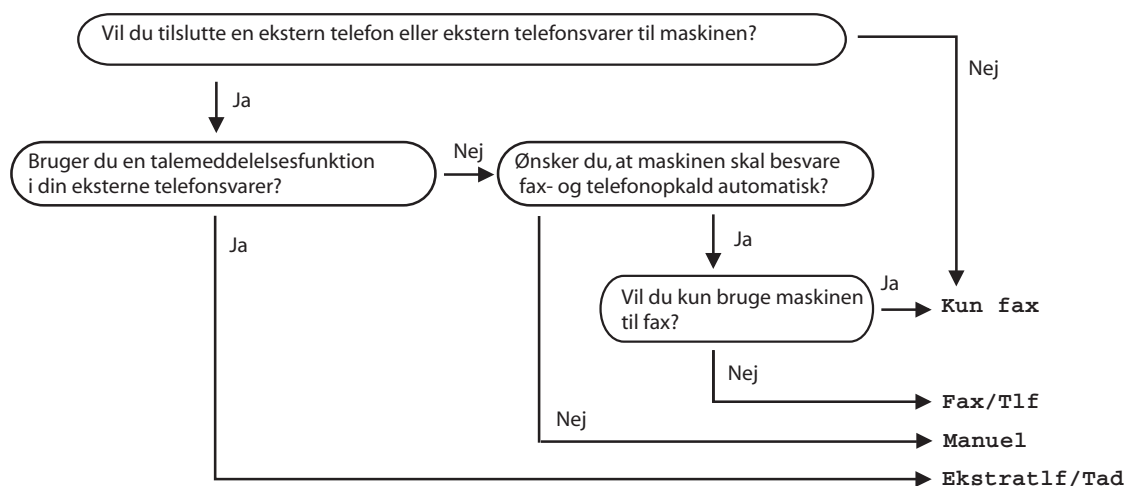 Vil du tilslutte en ekstern telefon eller ekstern telefonsvarer til maskinen?
Nej
Ja
Bruger du en talemeddelelsesfunktion
i din eksterne telefonsvarer?
Nej
Ønsker du, at maskinen skal besvare
fax- og telefonopkald automatisk?
Ja
Ja
Vil du kun bruge maskinen
til fax?
Ja
Kun fax
Nej
Fax/Tlf
Nej
Manuel
Ekstratlf/Tad